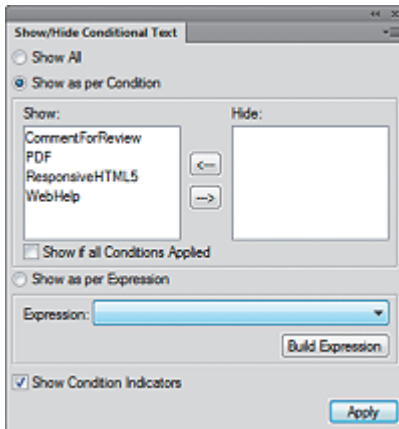 Show/Hide Conditional Text
Show All
Show as per Condition
Show: Hide:
CommentForReview
PDF
ResponsiveHTML5
WebHelp
<---
--->
Show if all Conditions Applied
Show as per Expression
Expression:
Build Expression
Show Condition Indicators
Apply